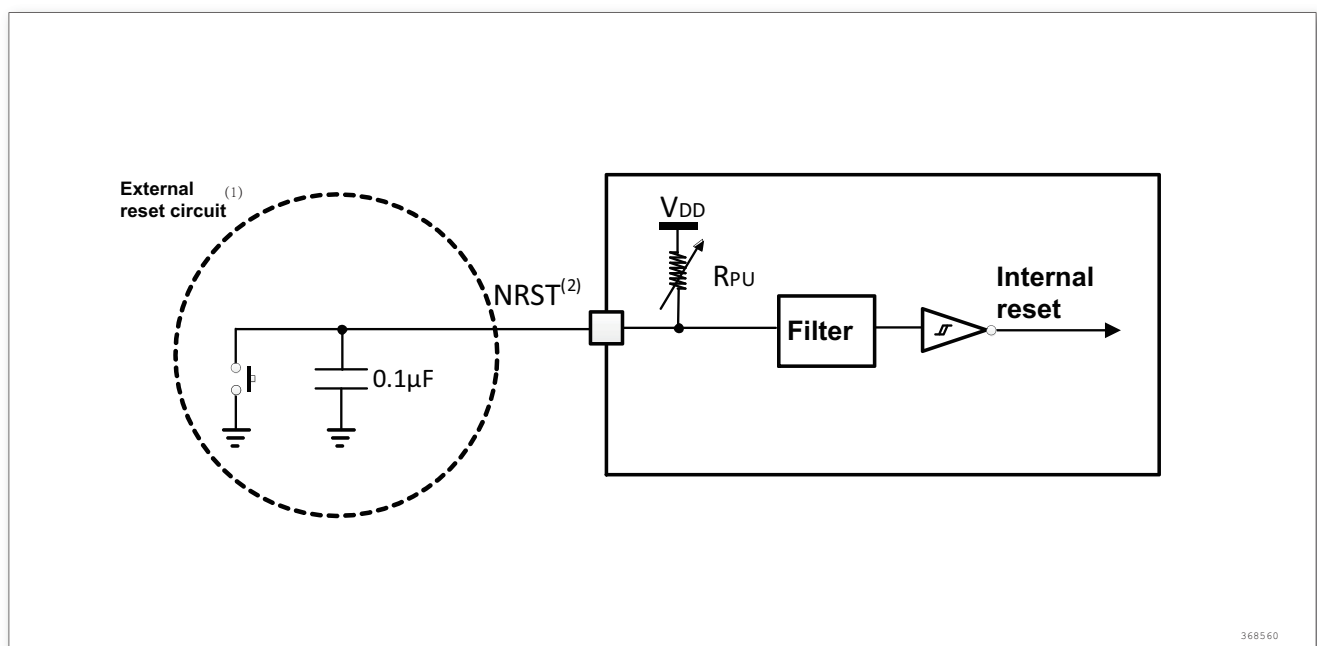 External (1)
reset circuit
VDD
RPU
NRST(2)
Internal
reset
Filter
0.1µF
368560